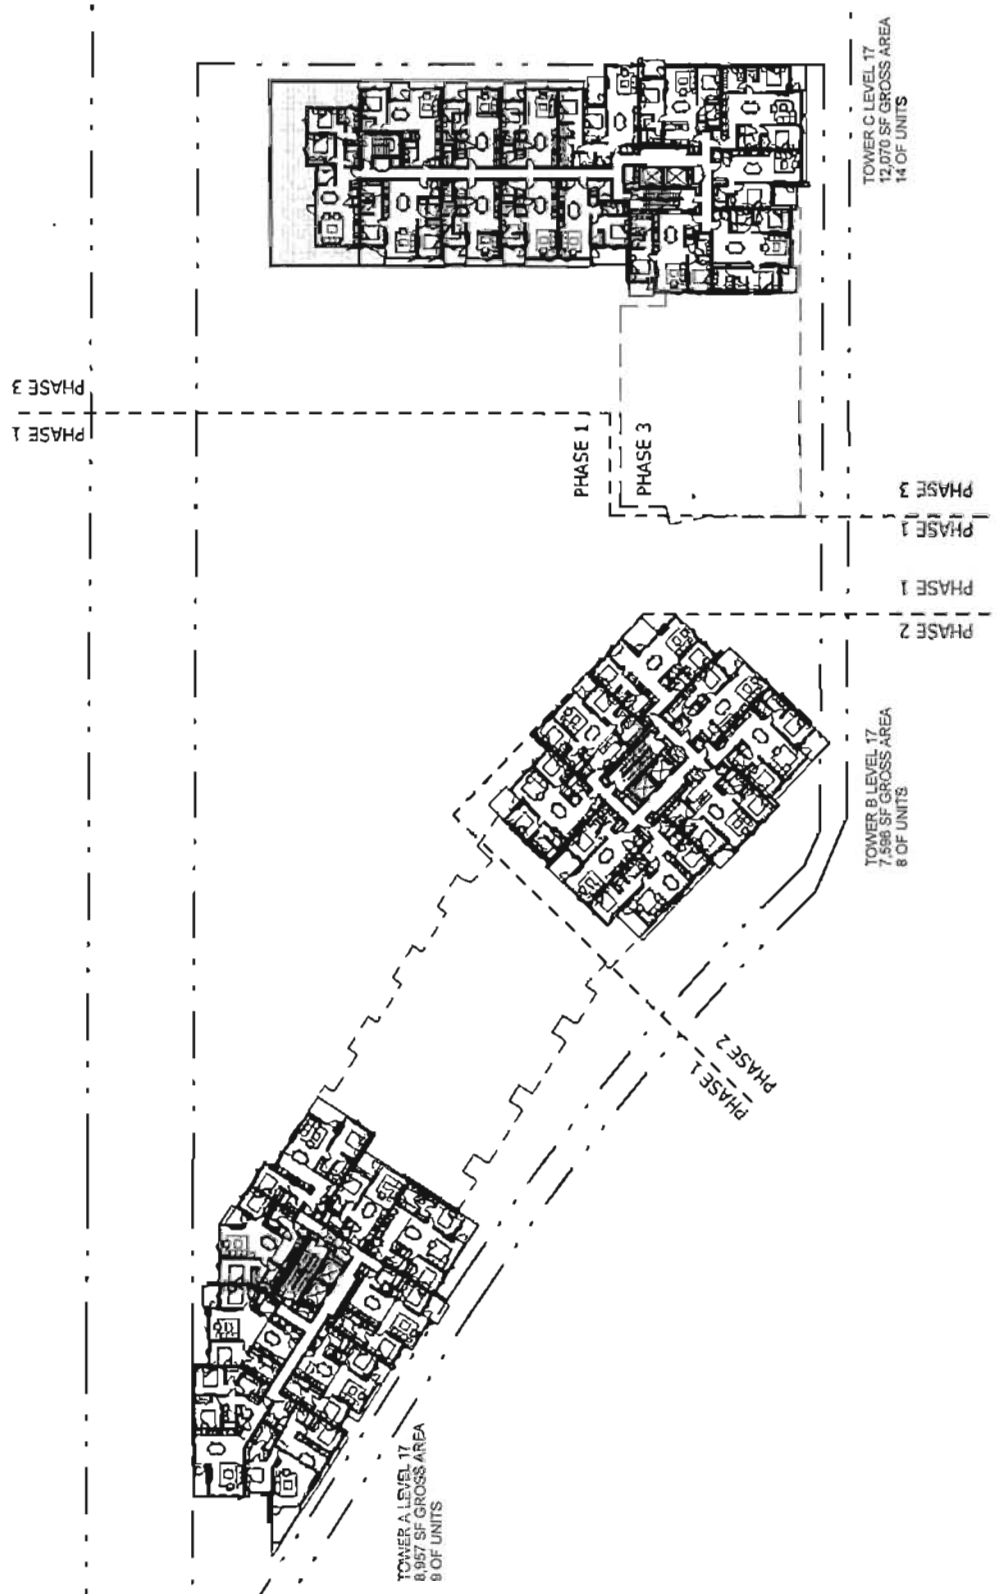 TOWER C LEVEL 17
12,070 SF GROSS AREA
14 OF UNITS
PHASE 3
PHASE 1
PHASE 1
PHASE 3
PHASE 3
PHASE 1
PHASE 1
PHASE 2
TOWER B LEVEL 17
7,596 SF GROSS AREA
8 OF UNITS
PHASE 2
PHASE 1
TOWER A LEVEL 17
8,957 SF GROSS AREA
9 OF UNITS